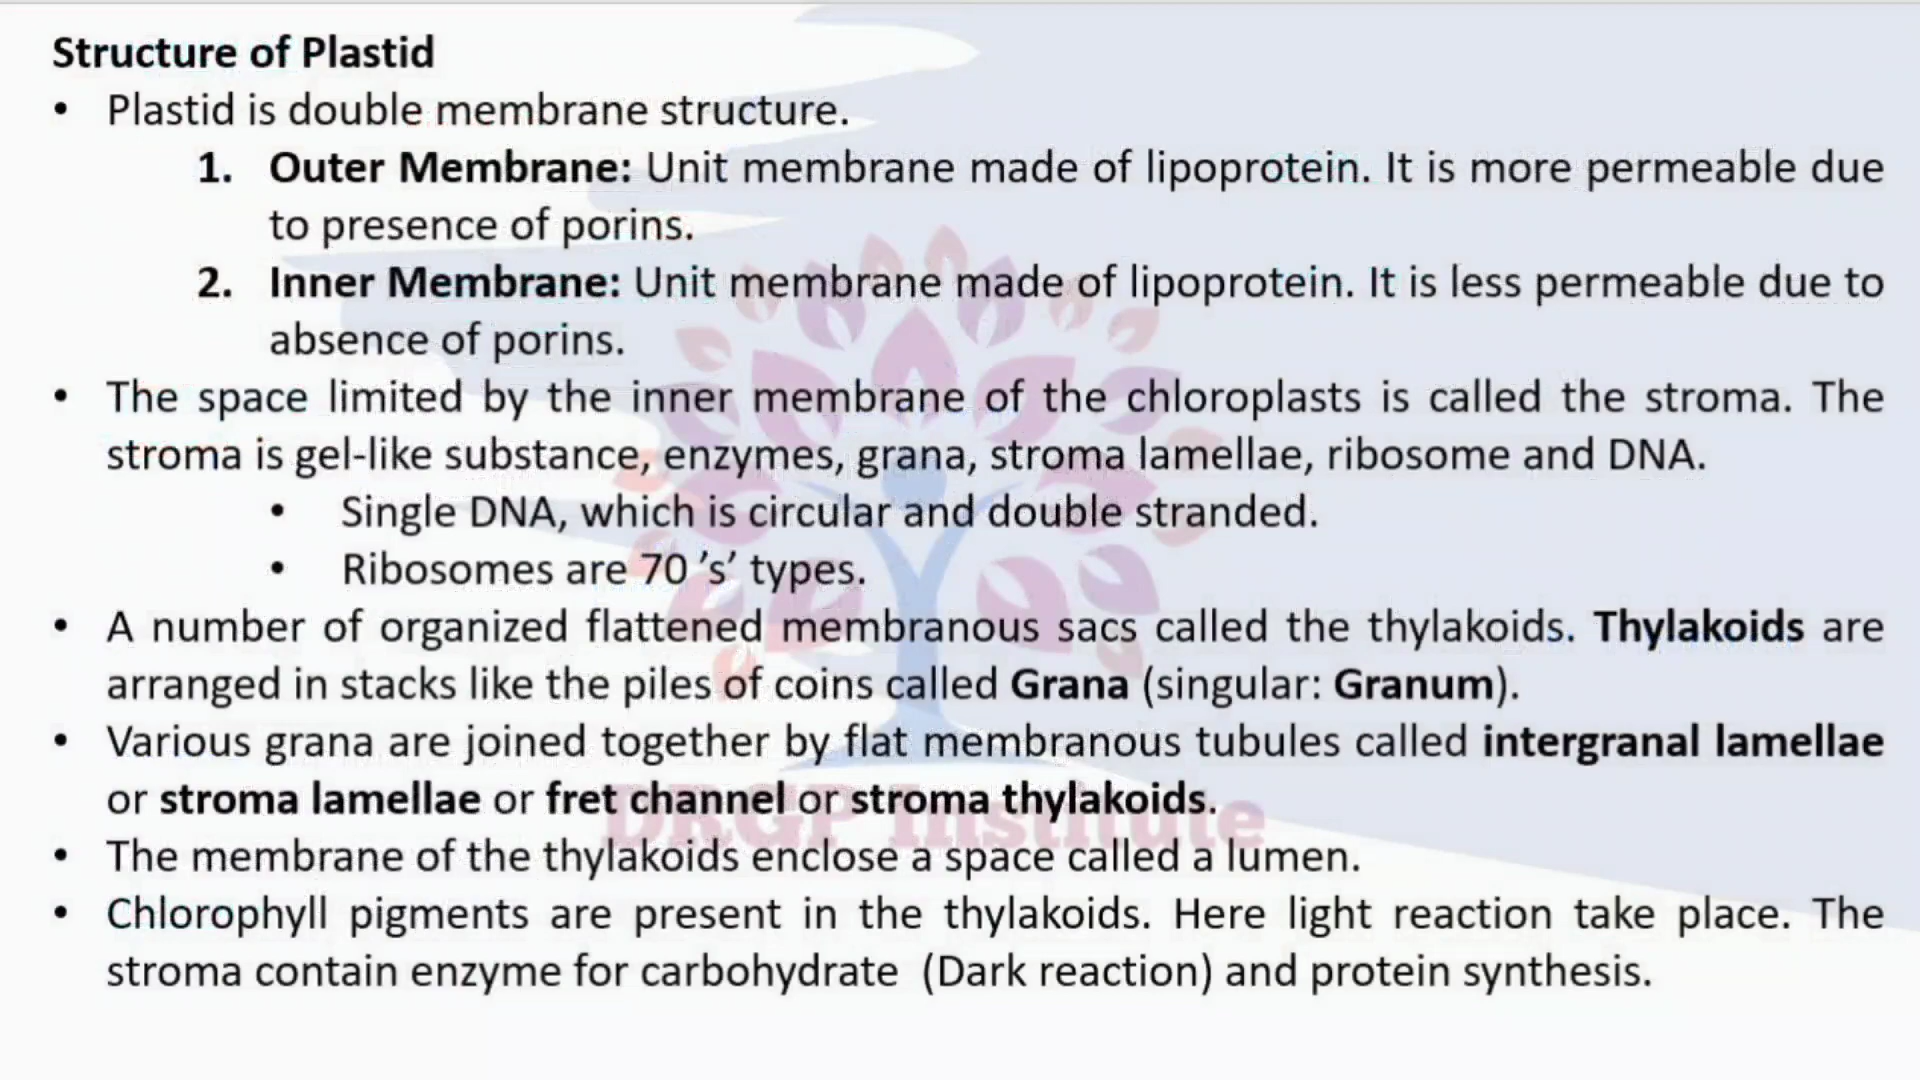 Structure of Plastid
• Plastid is double membrane structure.
1. Outer Membrane: Unit membrane made of lipoprotein. It is more permeable due
to presence of porins.
2. Inner Membrane: Unit membrane made of lipoprotein. It is less permeable due to
absence of porins.
• The space limited by the inner membrane of the chloroplasts is called the stroma. The
stroma is gel-like substance, enzymes, grana, stroma lamellae, ribosome and DNA.
• Single DNA, which is circular and double stranded.
• Ribosomes are 70 ’s’ types.
• A number of organized flattened membranous sacs called the thylakoids. Thylakoids are
arranged in stacks like the piles of coins called Grana (singular: Granum).
• Various grana are joined together by flat membranous tubules called intergranal lamellae
or stroma lamellae or fret channel or stroma thylakoids.
DRGP Institute
• The membrane of the thylakoids enclose a space called a lumen.
• Chlorophyll pigments are present in the thylakoids. Here light reaction take place. The
stroma contain enzyme for carbohydrate (Dark reaction) and protein synthesis.